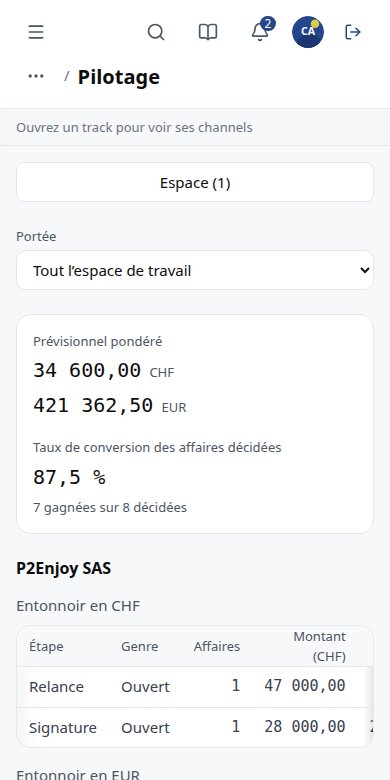 2
CA
••• / Pilotage
Ouvrez un track pour voir ses channels
Espace (1)
Portée
Tout l'espace de travail
Prévisionnel pondéré
34 600,00 CHF
421 362,50 EUR
Taux de conversion des affaires décidées
87,5 %
7 gagnées sur 8 décidées
P2Enjoy SAS
Entonnoir en CHF
Étape Genre Affaires Montant (CHF)
Relance Ouvert 1 47 000,00
Signature Ouvert 1 28 000,00
Entonnoir en EUR